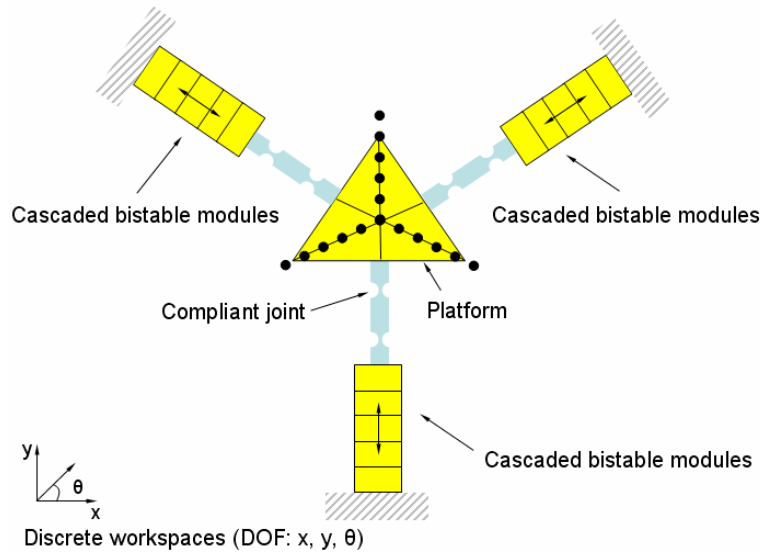 Cascaded bistable modules
Cascaded bistable modules
Compliant joint
Platform
Cascaded bistable modules
y
θ
x
Discrete workspaces (DOF: x, y, θ)